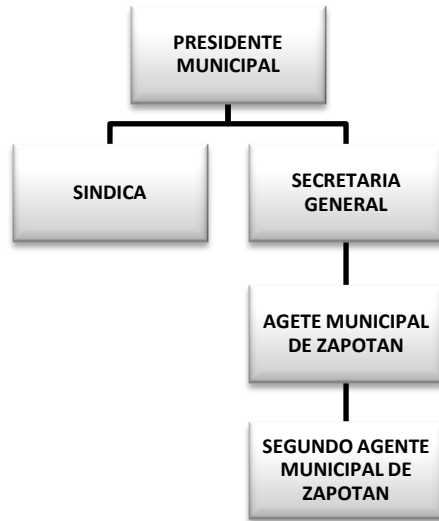 PRESIDENTE
MUNICIPAL
SINDICA
SECRETARIA
GENERAL
AGETE MUNICIPAL
DE ZAPOTAN
SEGUNDO AGENTE
MUNICIPAL DE
ZAPOTAN